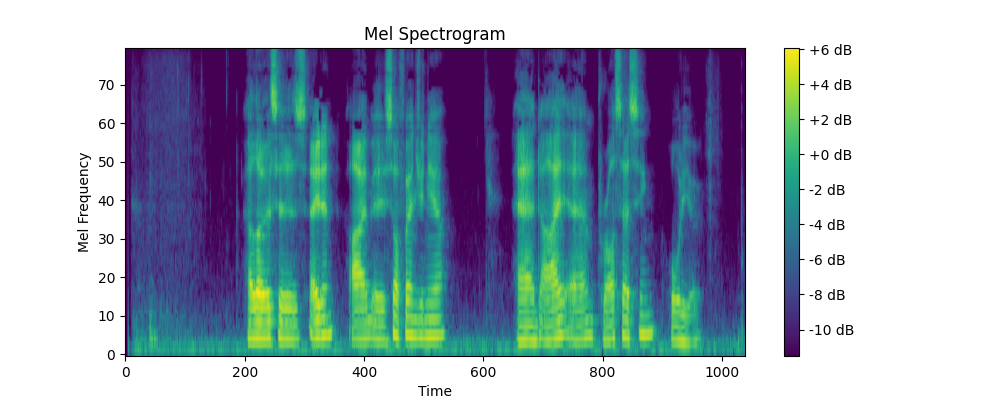 Mel Spectrogram
Mel Frequency
70
60
50
40
30
20
10
0
0 200 400 600 800 1000
Time
+6 dB
+4 dB
+2 dB
+0 dB
-2 dB
-4 dB
-6 dB
-8 dB
-10 dB